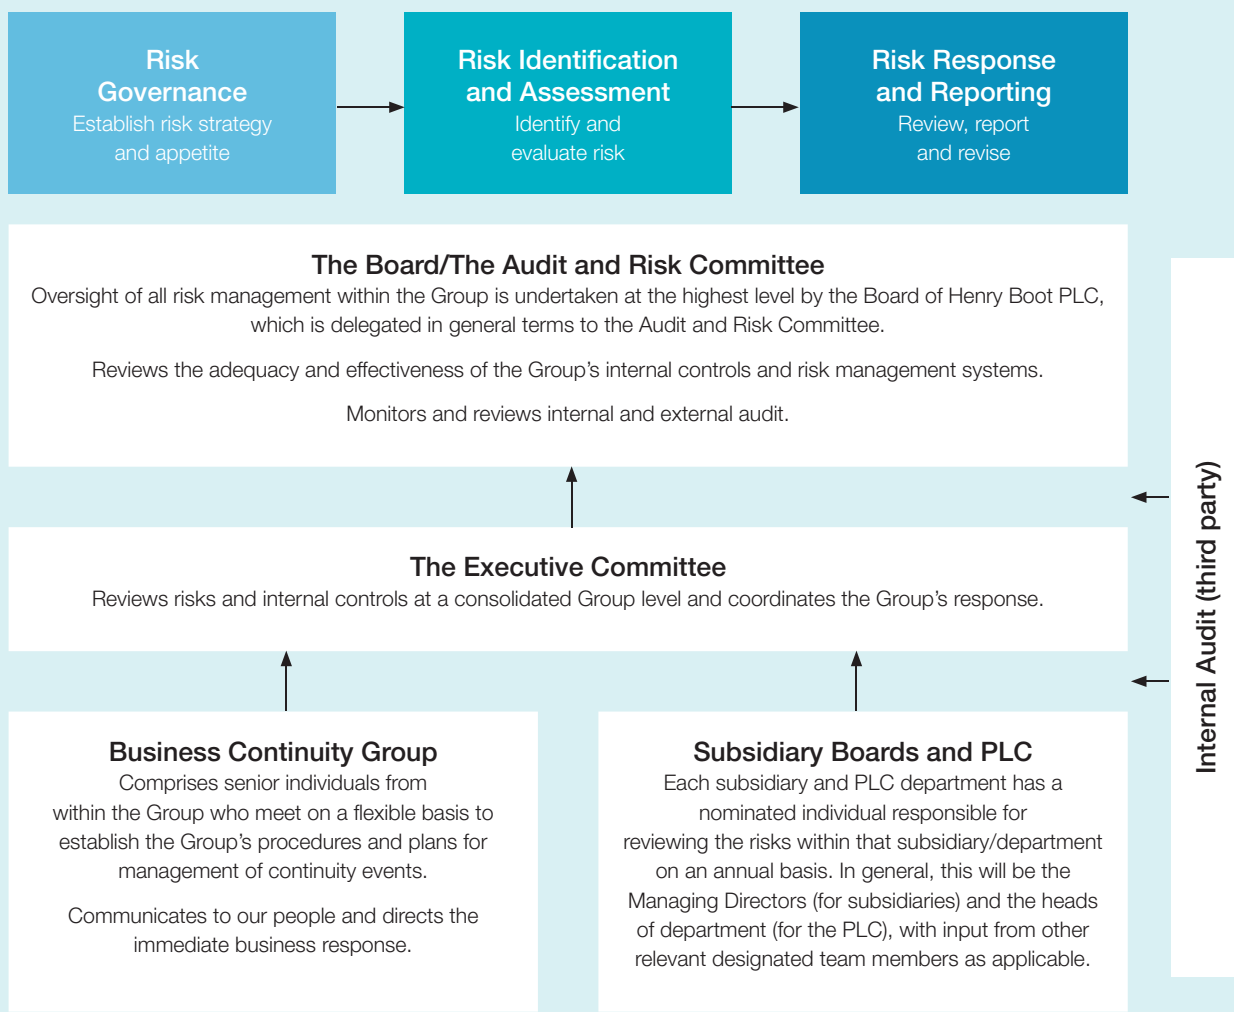 Risk
Governance
Establish risk strategy
and appetite
Risk Identification
and Assessment
Identify and
evaluate risk
Risk Response
and Reporting
Review, report
and revise
The Board/The Audit and Risk Committee
Oversight of all risk management within the Group is undertaken at the highest level by the Board of Henry Boot PLC,
which is delegated in general terms to the Audit and Risk Committee.
Reviews the adequacy and effectiveness of the Group’s internal controls and risk management systems.
Monitors and reviews internal and external audit.
The Executive Committee
Reviews risks and internal controls at a consolidated Group level and coordinates the Group’s response.
Business Continuity Group
Comprises senior individuals from
within the Group who meet on a flexible basis to
establish the Group’s procedures and plans for
management of continuity events.
Communicates to our people and directs the
immediate business response.
Subsidiary Boards and PLC
Each subsidiary and PLC department has a
nominated individual responsible for
reviewing the risks within that subsidiary/department
on an annual basis. In general, this will be the
Managing Directors (for subsidiaries) and the heads
of department (for the PLC), with input from other
relevant designated team members as applicable.
Internal Audit (third party)